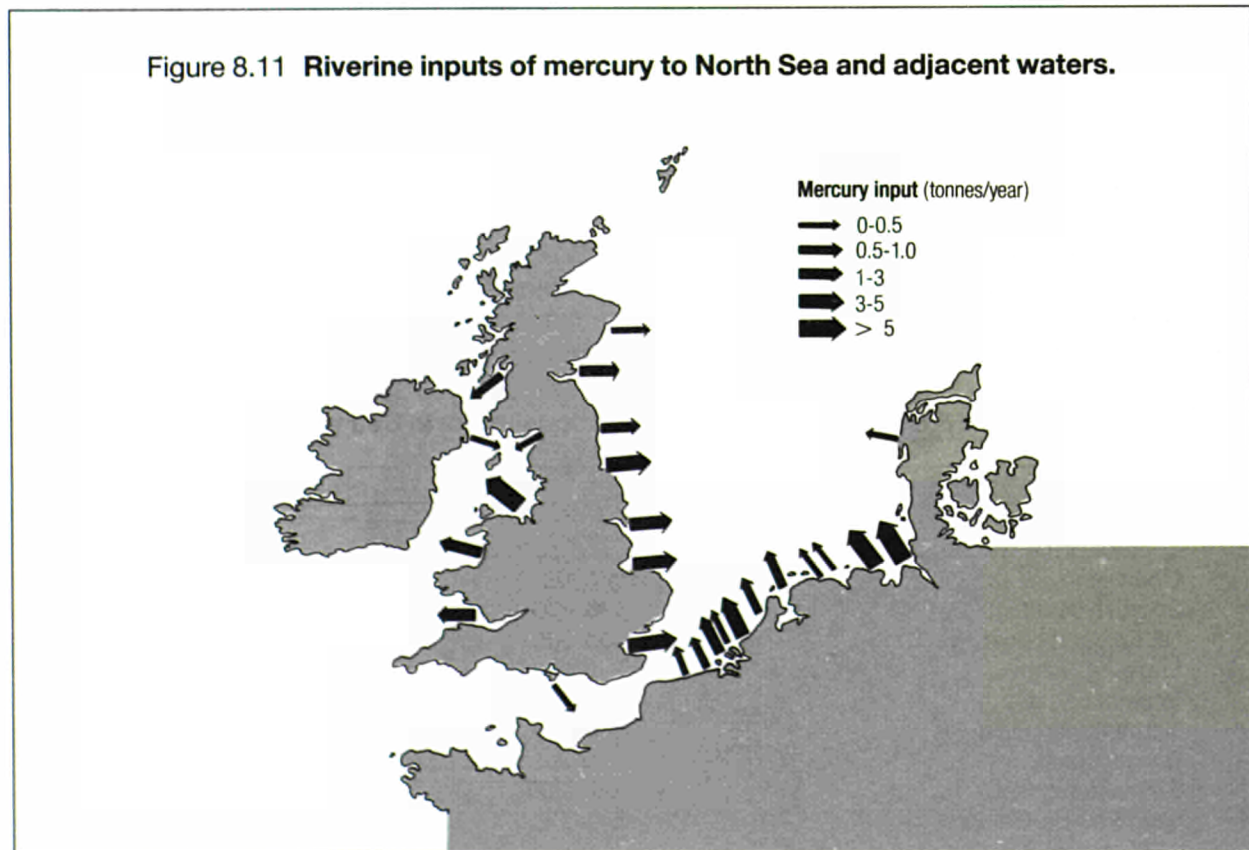 Figure 8.11 Riverine inputs of mercury to North Sea and adjacent waters.
Mercury input (tonnes/year)
0-0.5
0.5-1.0
1-3
3-5
> 5